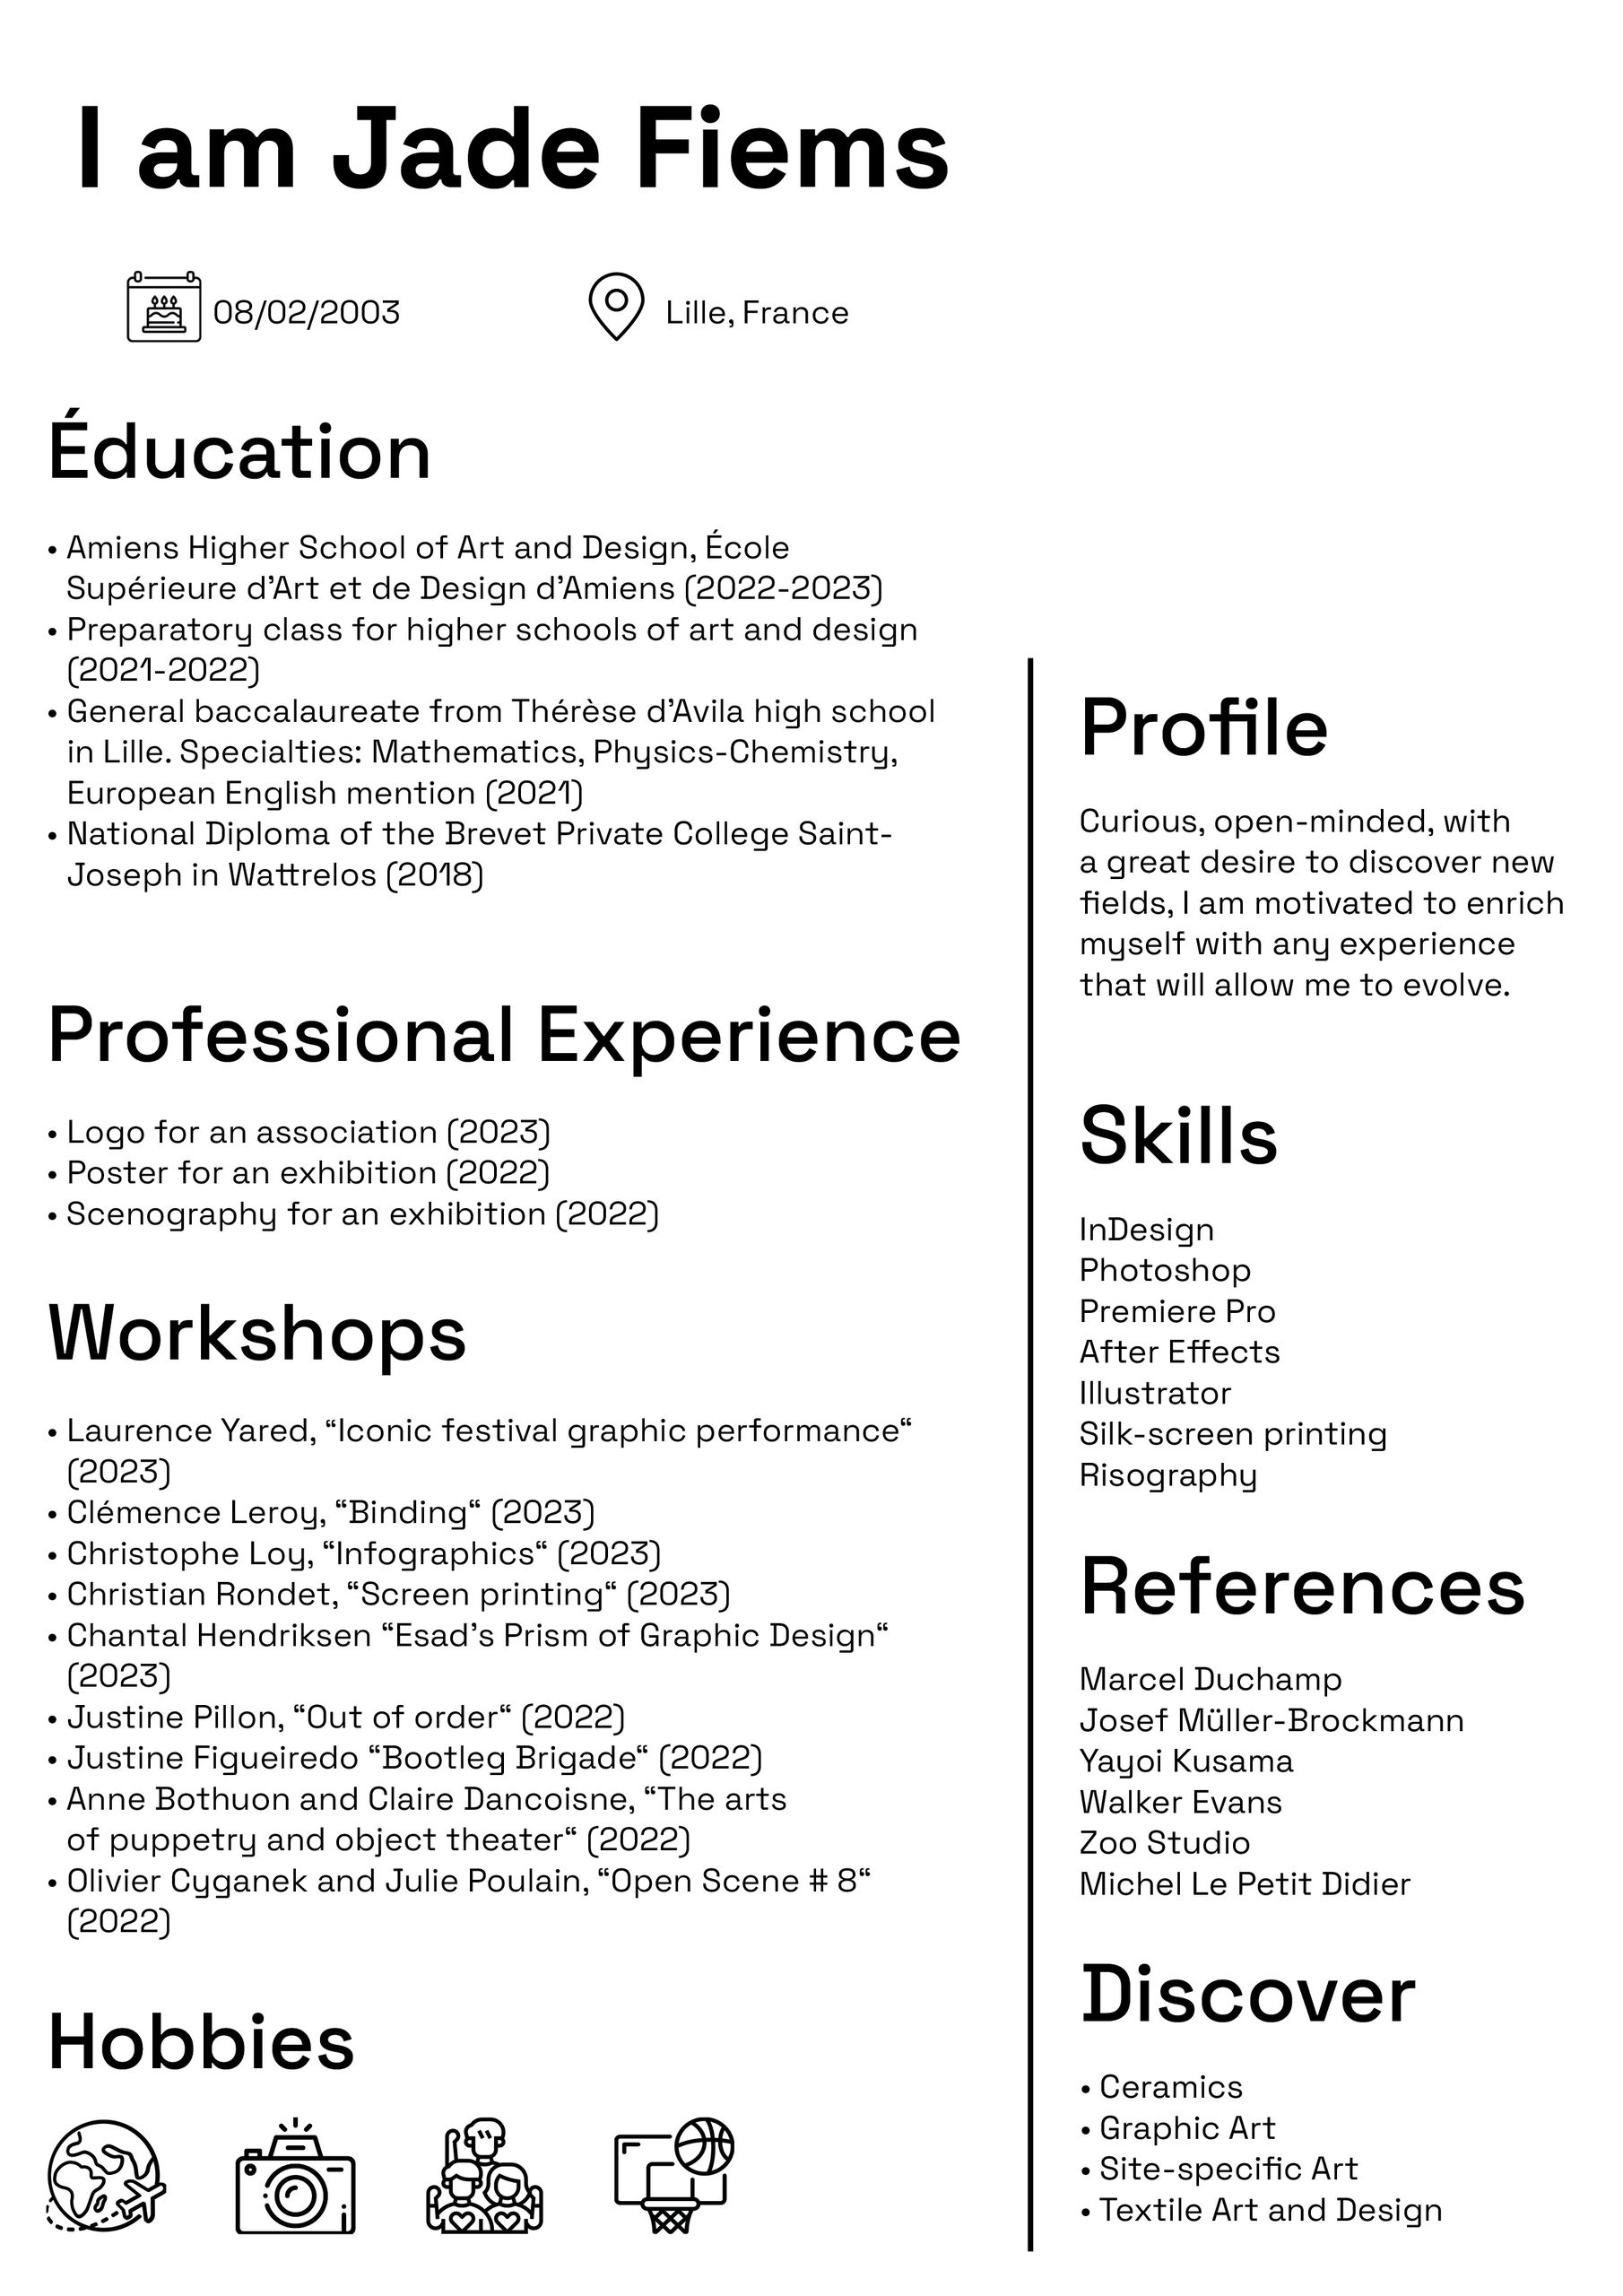 I am Jade Fiems
08/02/2003
Lille, France
Éducation
• Amiens Higher School of Art and Design, École
Supérieure d’Art et de Design d’Amiens (2022-2023)
• Preparatory class for higher schools of art and design
(2021-2022)
• General baccalaureate from Thérèse d’Avila high school
in Lille. Specialties: Mathematics, Physics-Chemistry,
European English mention (2021)
• National Diploma of the Brevet Private College Saint-
Joseph in Wattrelos (2018)
Professional Experience
• Logo for an association (2023)
• Poster for an exhibition (2022)
• Scenography for an exhibition (2022)
Workshops
• Laurence Yared, “Iconic festival graphic performance“
(2023)
• Clémence Leroy, “Binding“ (2023)
• Christophe Loy, “Infographics“ (2023)
• Christian Rondet, “Screen printing“ (2023)
• Chantal Hendriksen “Esad’s Prism of Graphic Design“
(2023)
• Justine Pillon, “Out of order“ (2022)
• Justine Figueiredo “Bootleg Brigade“ (2022)
• Anne Bothuon and Claire Dancoisne, “The arts
of puppetry and object theater“ (2022)
• Olivier Cyganek and Julie Poulain, “Open Scene # 8“
(2022)
Hobbies
Profile
Curious, open-minded, with
a great desire to discover new
fields, I am motivated to enrich
myself with any experience
that will allow me to evolve.
Skills
InDesign
Photoshop
Premiere Pro
After Effects
Illustrator
Silk-screen printing
Risography
References
Marcel Duchamp
Josef Müller-Brockmann
Yayoi Kusama
Walker Evans
Zoo Studio
Michel Le Petit Didier
Discover
• Ceramics
• Graphic Art
• Site-specific Art
• Textile Art and Design